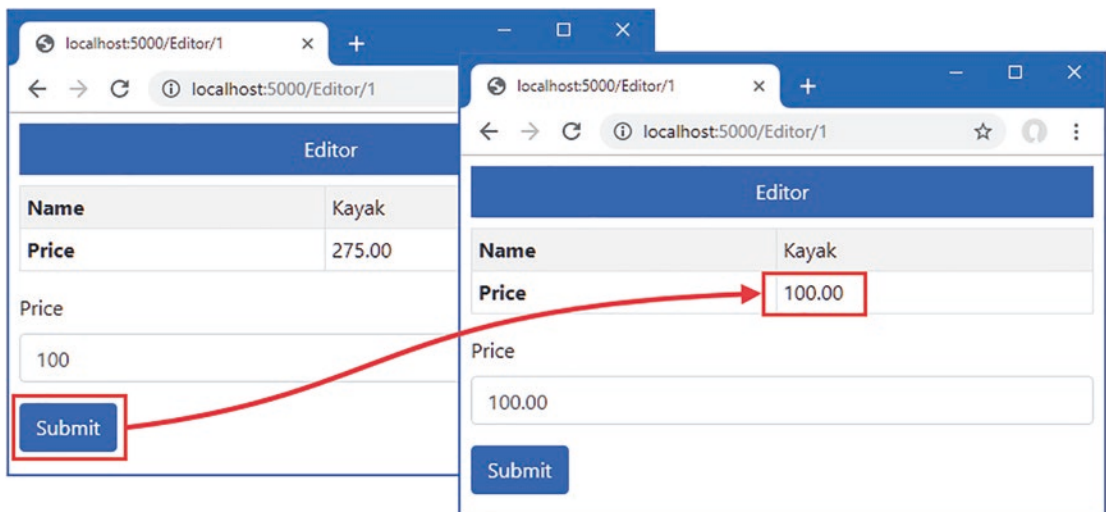 localhost:5000/Editor/1
localhost:5000/Editor/1
Editor
Name Kayak
Price 275.00
Price
100
Submit
localhost:5000/Editor/1
localhost:5000/Editor/1
Editor
Name Kayak
Price 100.00
Price
100.00
Submit